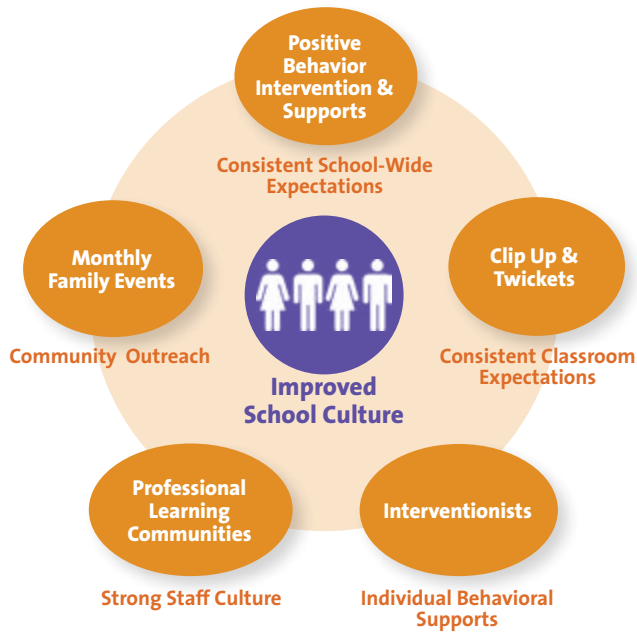 Positive
Behavior
Intervention &
Supports
Consistent School-Wide
Expectations
Monthly
Family Events
Community Outreach
Clip Up &
Twickets
Consistent Classroom
Expectations
Improved
School Culture
Professional
Learning
Communities
Strong Staff Culture
Interventionists
Individual Behavioral
Supports